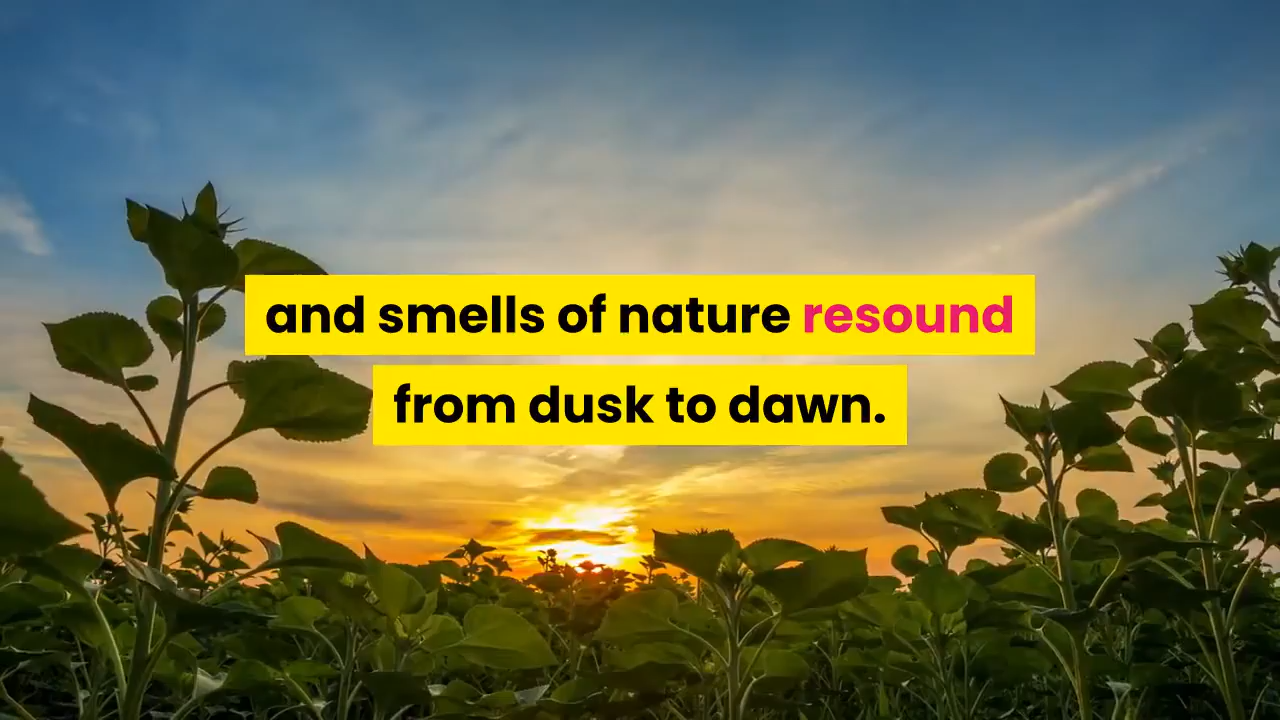 and smells of nature resound
from dusk to dawn.